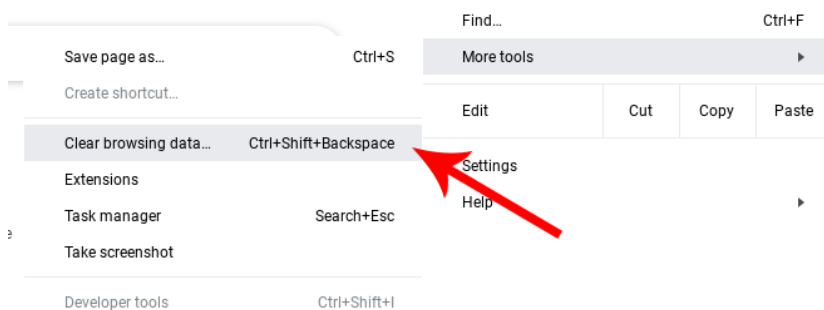 Save page as… Ctrl+S
Create shortcut…
Clear browsing data… Ctrl+Shift+Backspace
Extensions
Task manager Search+Esc
Take screenshot
Developer tools Ctrl+Shift+I
Find… Ctrl+F
More tools
Edit Cut Copy Paste
Settings
Help